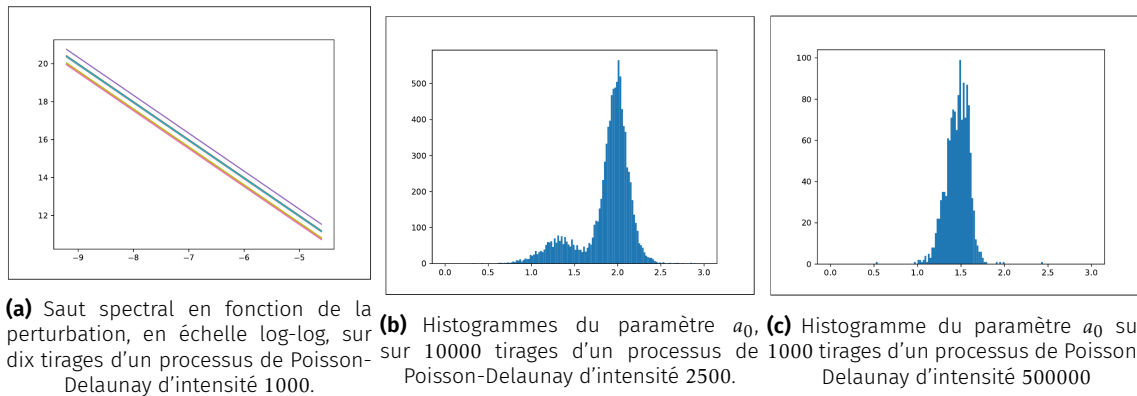 20
18
16
14
12
−9 −8 −7 −6 −5
500
400
300
200
100
0
0.0 0.5 1.0 1.5 2.0 2.5 3.0
100
80
60
40
20
0
0.0 0.5 1.0 1.5 2.0 2.5 3.0
(a) Saut spectral en fonction de la
perturbation, en échelle log-log, sur
dix tirages d'un processus de Poisson-
Delaunay d'intensité 1000.
(b) Histogrammes du paramètre a₀,
sur 10000 tirages d'un processus de
Poisson-Delaunay d'intensité 2500.
(c) Histogramme du paramètre a₀ su
1000 tirages d'un processus de Poisson
Delaunay d'intensité 500000